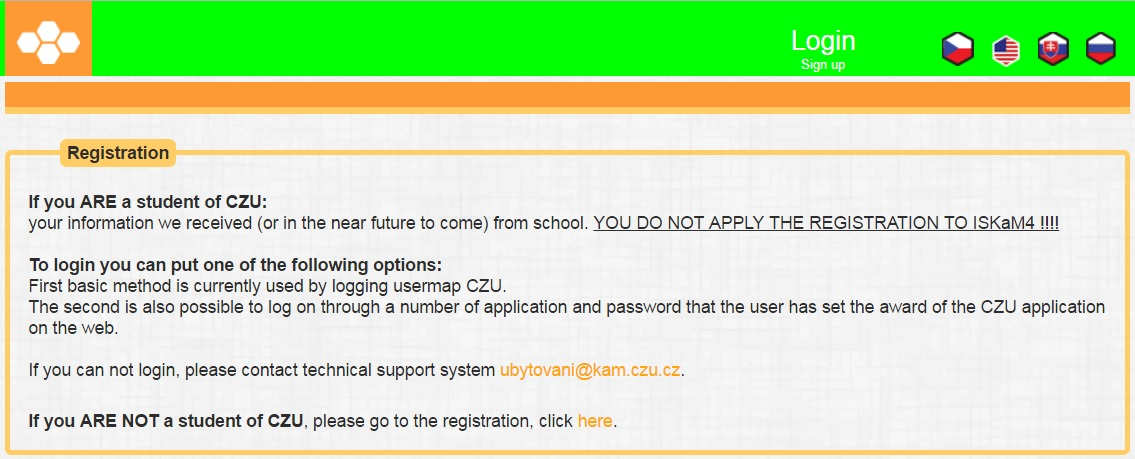 Login
Sign up
Registration
If you ARE a student of CZU:
your information we received (or in the near future to come) from school. YOU DO NOT APPLY THE REGISTRATION TO ISKaM4 !!!!
To login you can put one of the following options:
First basic method is currently used by logging usermap CZU.
The second is also possible to log on through a number of application and password that the user has set the award of the CZU application
on the web.
If you can not login, please contact technical support system ubytovani@kam.czu.cz.
If you ARE NOT a student of CZU, please go to the registration, click here.